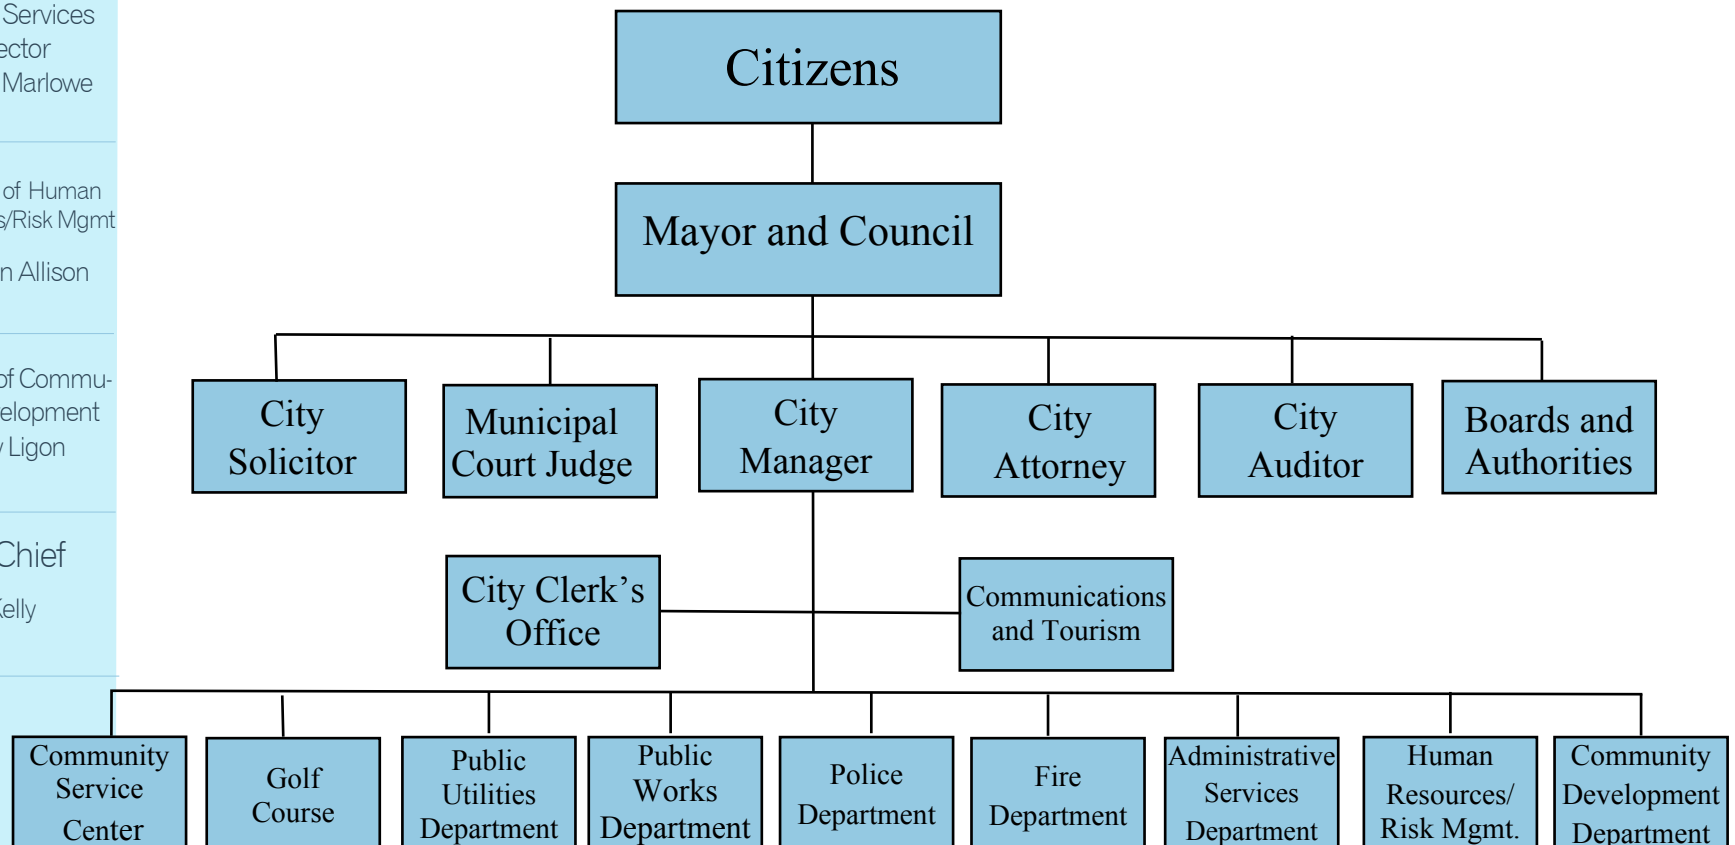 Services
Marlowe
of Human
/Risk Mgmt
Allison
of Commu-
Ligon
Chief
Kelly
Citizens
Mayor and Council
City
Solicitor
Municipal
Court Judge
City
Manager
City
Attorney
City
Auditor
Boards and
Authorities
City Clerk’s
Office
Communications
and Tourism
Community
Service
Center
Golf
Course
Public
Utilities
Department
Public
Works
Department
Police
Department
Fire
Department
Administrative
Services
Department
Human
Resources/
Risk Mgmt.
Community
Development
Department